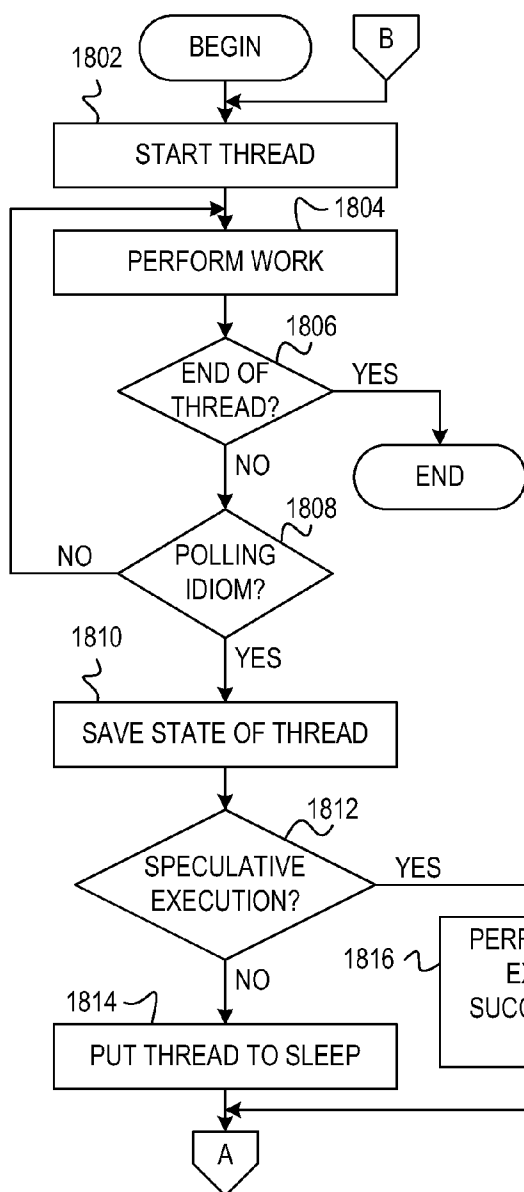 BEGIN
B
1802
START THREAD
1804
PERFORM WORK
1806
END OF
THREAD?
YES
NO
END
1808
POLLING
IDIOM?
NO
YES
1810
SAVE STATE OF THREAD
1812
SPECULATIVE
EXECUTION?
YES
NO
1816
1814
PUT THREAD TO SLEEP
A